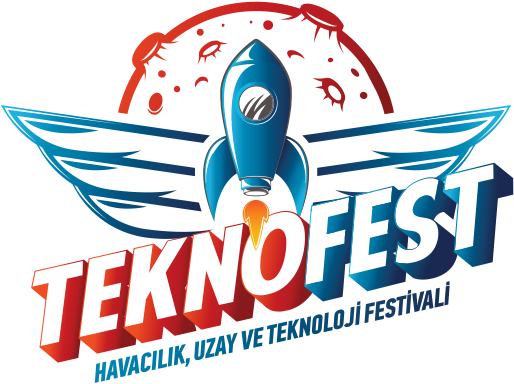 TEKNOFEST
HAVACILIK, UZAY VE TEKNOLOJİ FESTİVALİ